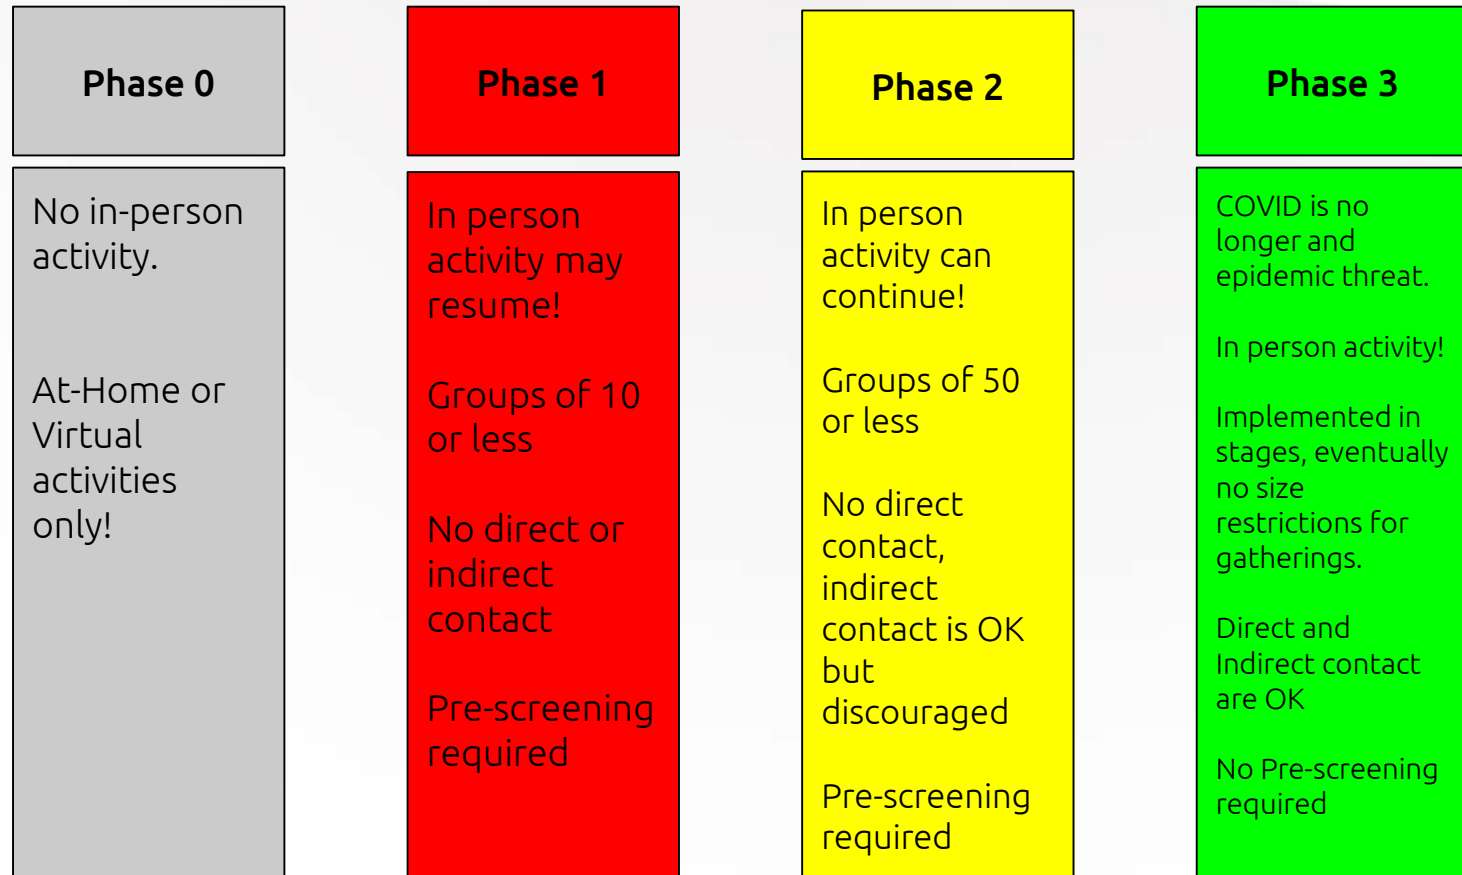 Phase 0
No in-person
activity.
At-Home or
Virtual
activities
only!
Phase 1
In person
activity may
resume!
Groups of 10
or less
No direct or
indirect
contact
Pre-screening
required
Phase 2
In person
activity can
continue!
Groups of 50
or less
No direct
contact,
indirect
contact is OK
but
discouraged
Pre-screening
required
Phase 3
COVID is no
longer and
epidemic threat.
In person activity!
Implemented in
stages, eventually
no size
restrictions for
gatherings.
Direct and
Indirect contact
are OK
No Pre-screening
required